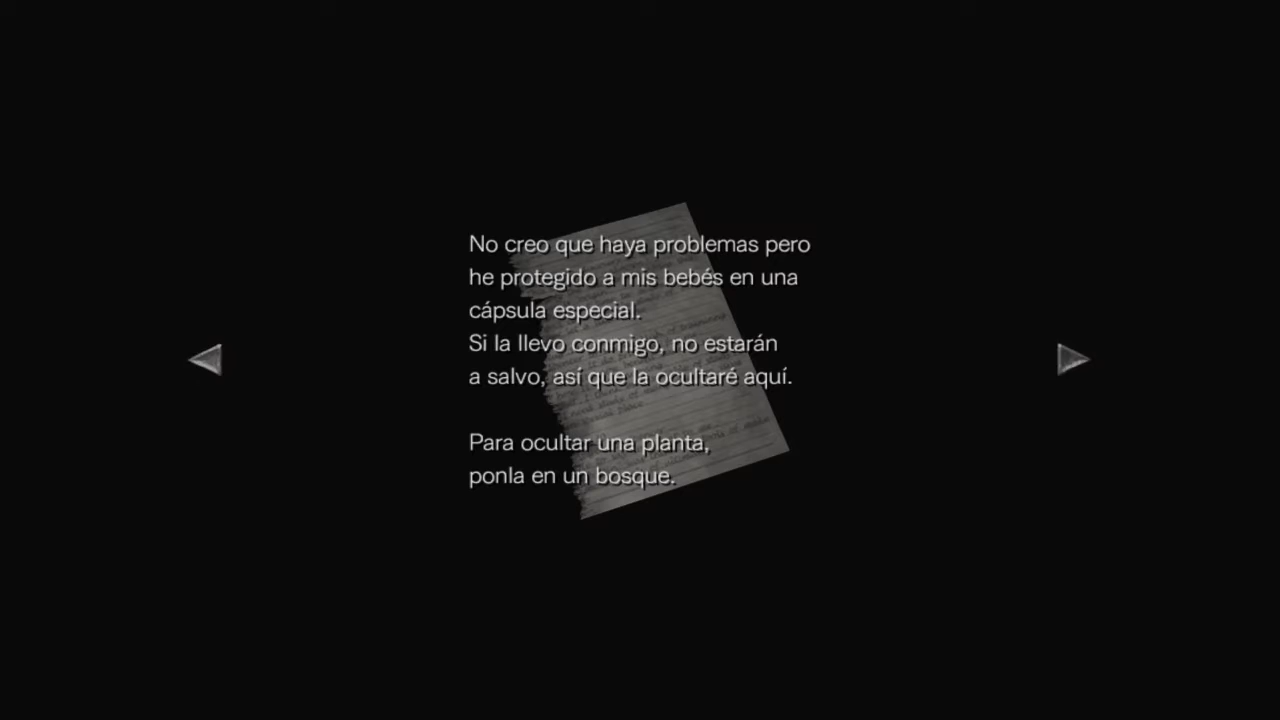 No creo que haya problemas pero
he protegido a mis bebés en una
cápsula especial.
Si la llevo conmigo, no estarán
a salvo, así que la ocultaré aquí.
Para ocultar una planta,
ponla en un bosque.